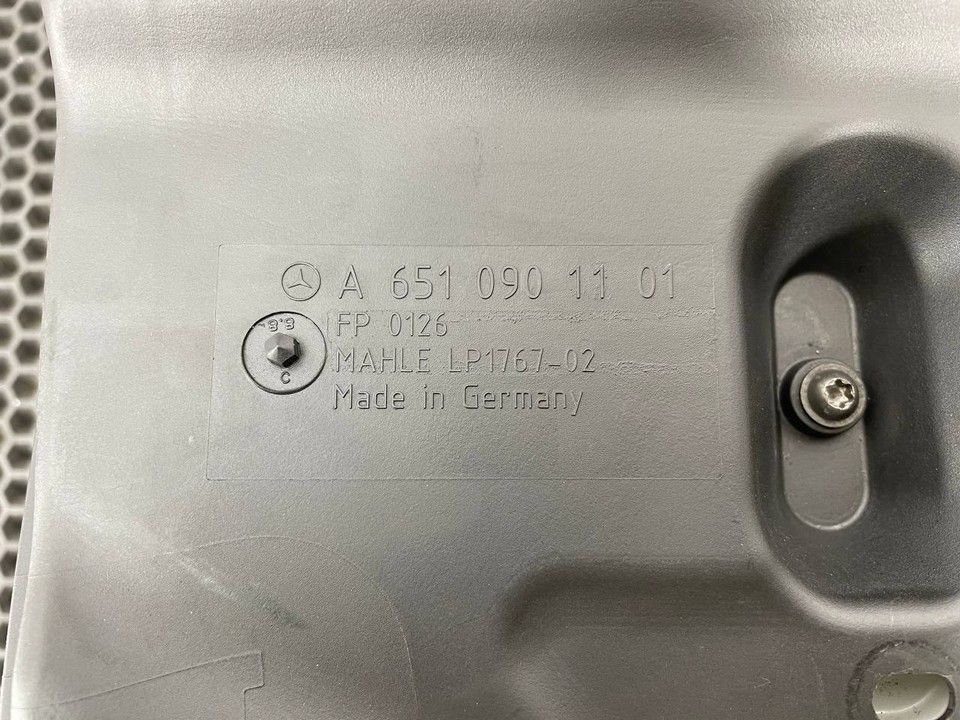 A 651 090 11 01
FP 0126
MAHLE LP1767-02
Made in Germany
C